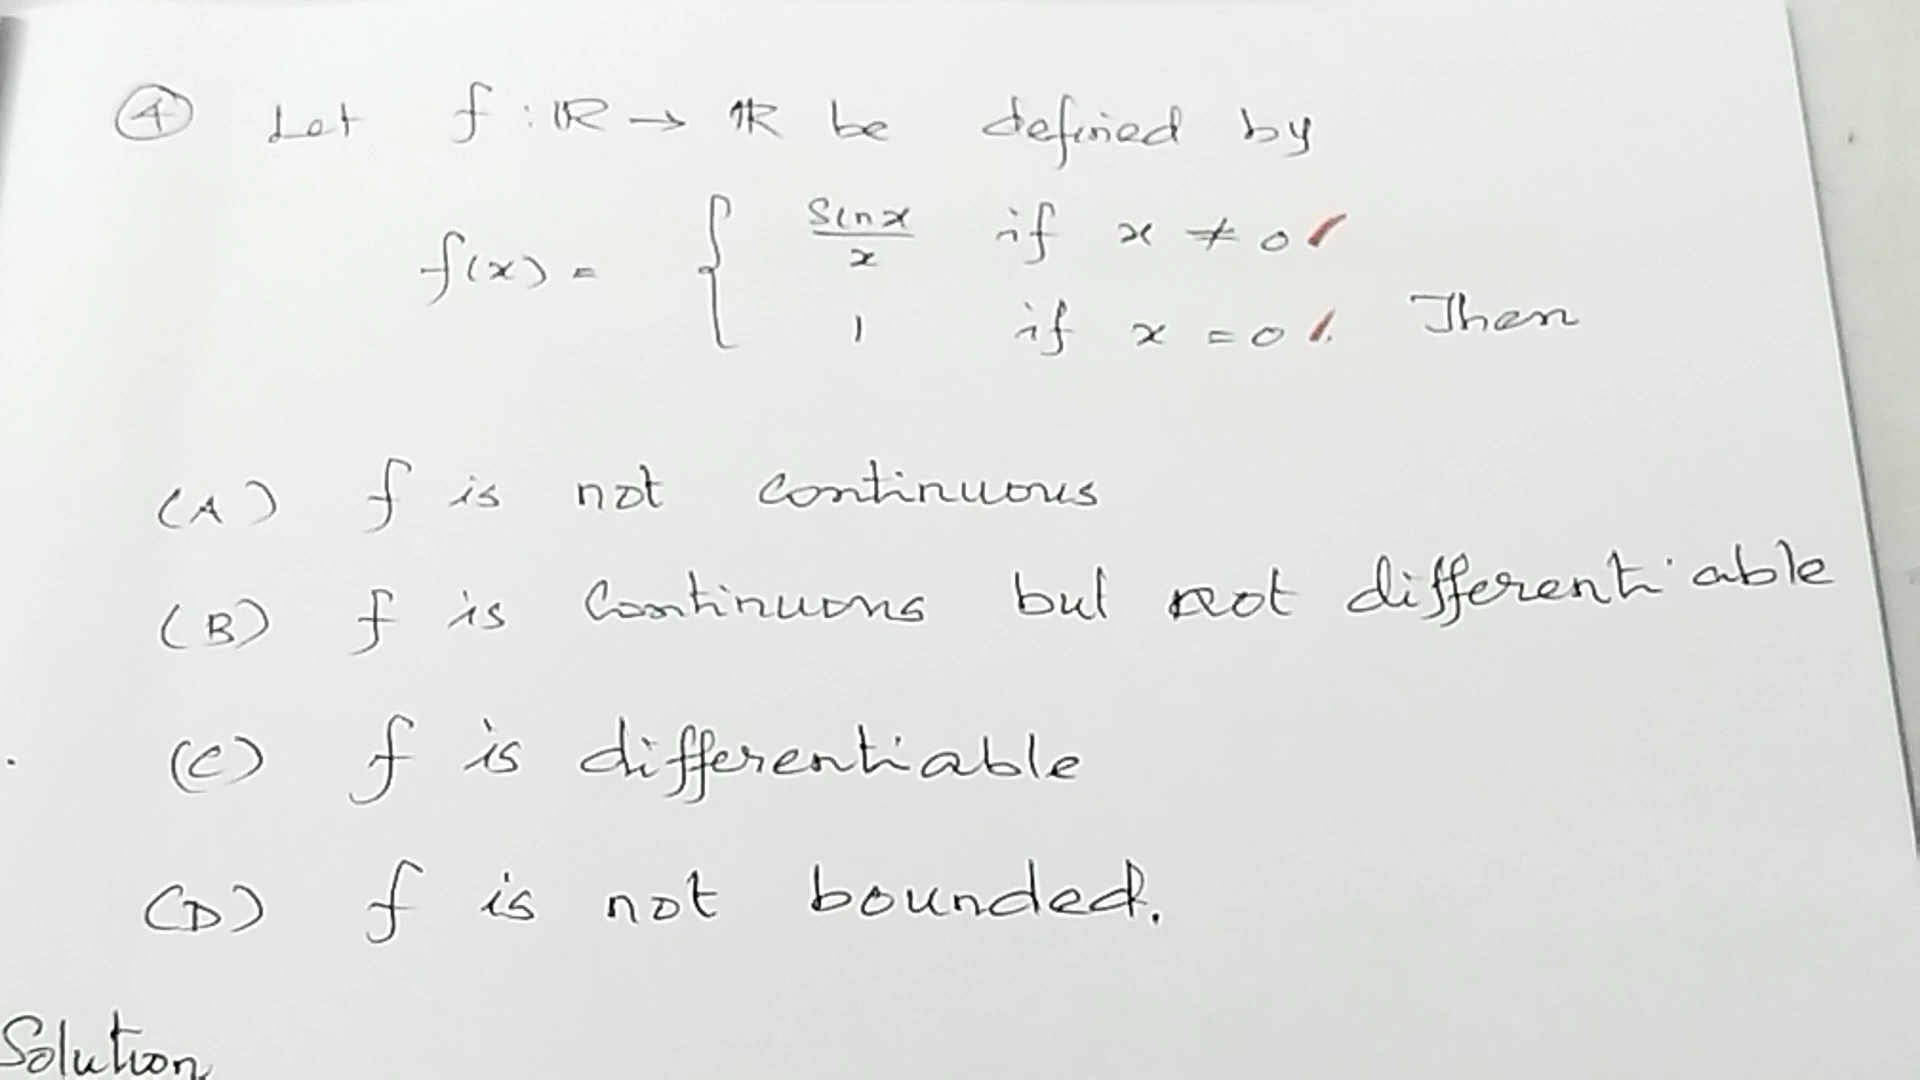 ④ Let f : ℝ → ℝ be defined by
f(x) = { sinx/x if x ≠ 0
1 if x = 0. Then
(A) f is not continuous
(B) f is continuous but not differentiable
(C) f is differentiable
(D) f is not bounded.
Solution